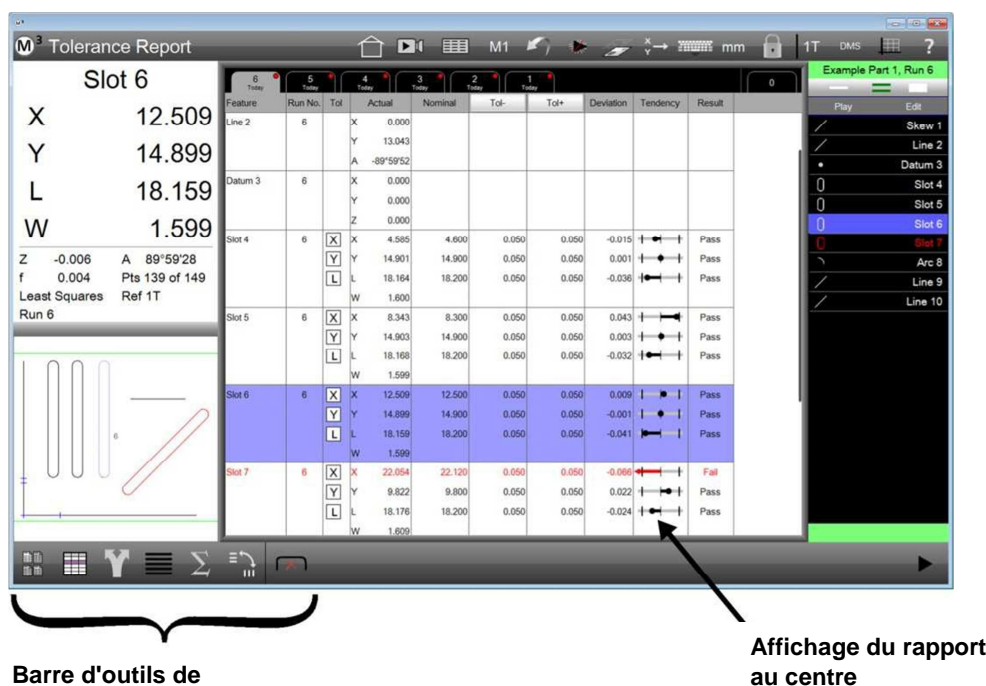 M3
M3 Tolerance Report M1 X Y mm 1T DMS ?
Slot 6
X 12.509
Y 14.899
L 18.159
W 1.599
Z -0.006 A 89°59'28
f 0.004 Pts 139 of 149
Least Squares Ref 1T
Run 6
6
6 Today 5 Today 4 Today 3 Today 2 Today 1 Today 0
Feature Run No. Tol Actual Nominal Tol- Tol+ Deviation Tendency Result
Line 2 6 X 0.000
Y 13.043
A -89°59'52
Datum 3 6 X 0.000
Y 0.000
Z 0.000
Slot 4 6 X X 4.585 4.600 0.050 0.050 -0.015 Pass
Y Y 14.901 14.900 0.050 0.050 0.001 Pass
L L 18.164 18.200 0.050 0.050 -0.036 Pass
W 1.600
Slot 5 6 X X 8.343 8.300 0.050 0.050 0.043 Pass
Y Y 14.903 14.900 0.050 0.050 0.003 Pass
L L 18.168 18.200 0.050 0.050 -0.032 Pass
W 1.599
Slot 6 6 X X 12.509 12.500 0.050 0.050 0.009 Pass
Y Y 14.899 14.900 0.050 0.050 -0.001 Pass
L L 18.159 18.200 0.050 0.050 -0.041 Pass
W 1.599
Slot 7 6 X X 22.054 22.120 0.050 0.050 -0.066 Fail
Y Y 9.822 9.800 0.050 0.050 0.022 Pass
L L 18.176 18.200 0.050 0.050 -0.024 Pass
W 1.609
Example Part 1, Run 6
Play Edit
Skew 1
Line 2
Datum 3
Slot 4
Slot 5
Slot 6
Slot 7
Arc 8
Line 9
Line 10
Σ
Barre d'outils de
Affichage du rapport
au centre